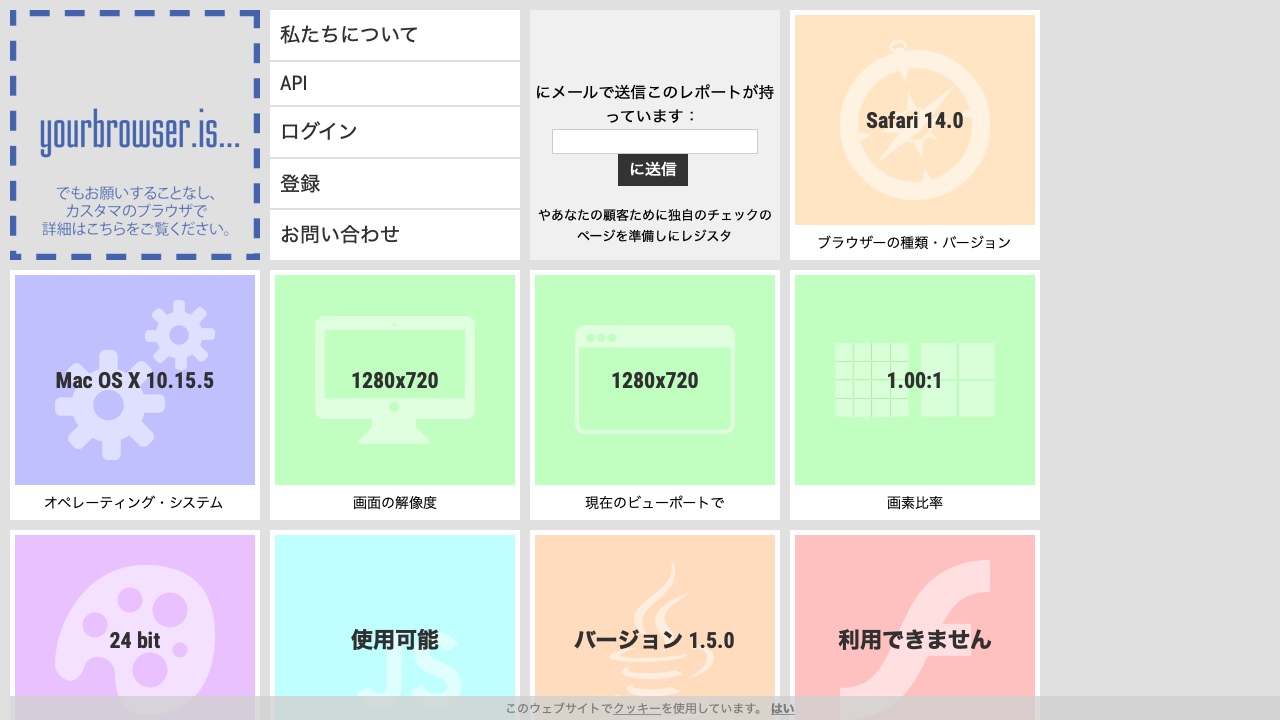 yourbrowser.is...
でもお願いすることなし、
カスタマのブラウザで
詳細はこちらをご覧ください。
私たちについて
API
ログイン
登録
お問い合わせ
にメールで送信このレポートが持
っています：
に送信
やあなたの顧客ために独自のチェックの
ページを準備しにレジスタ
Safari 14.0
ブラウザーの種類・バージョン
Mac OS X 10.15.5
オペレーティング・システム
1280x720
画面の解像度
1280x720
現在のビューポートで
1.00:1
画素比率
24 bit
使用可能
JS
バージョン 1.5.0
利用できません
このウェブサイトでクッキーを使用しています。 はい